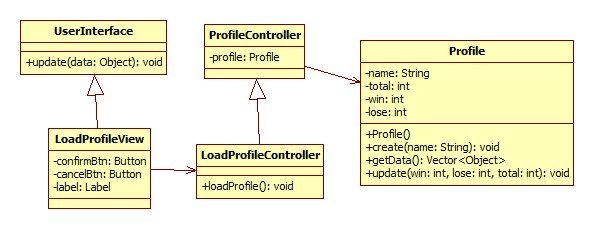 UserInterface
+update(data: Object): void
ProfileController
-profile: Profile
Profile
-name: String
-total: int
-win: int
-lose: int
+Profile()
+create(name: String): void
+getData(): Vector<Object>
+update(win: int, lose: int, total: int): void
LoadProfileView
-confirmBtn: Button
-cancelBtn: Button
-label: Label
LoadProfileController
+loadProfile(): void